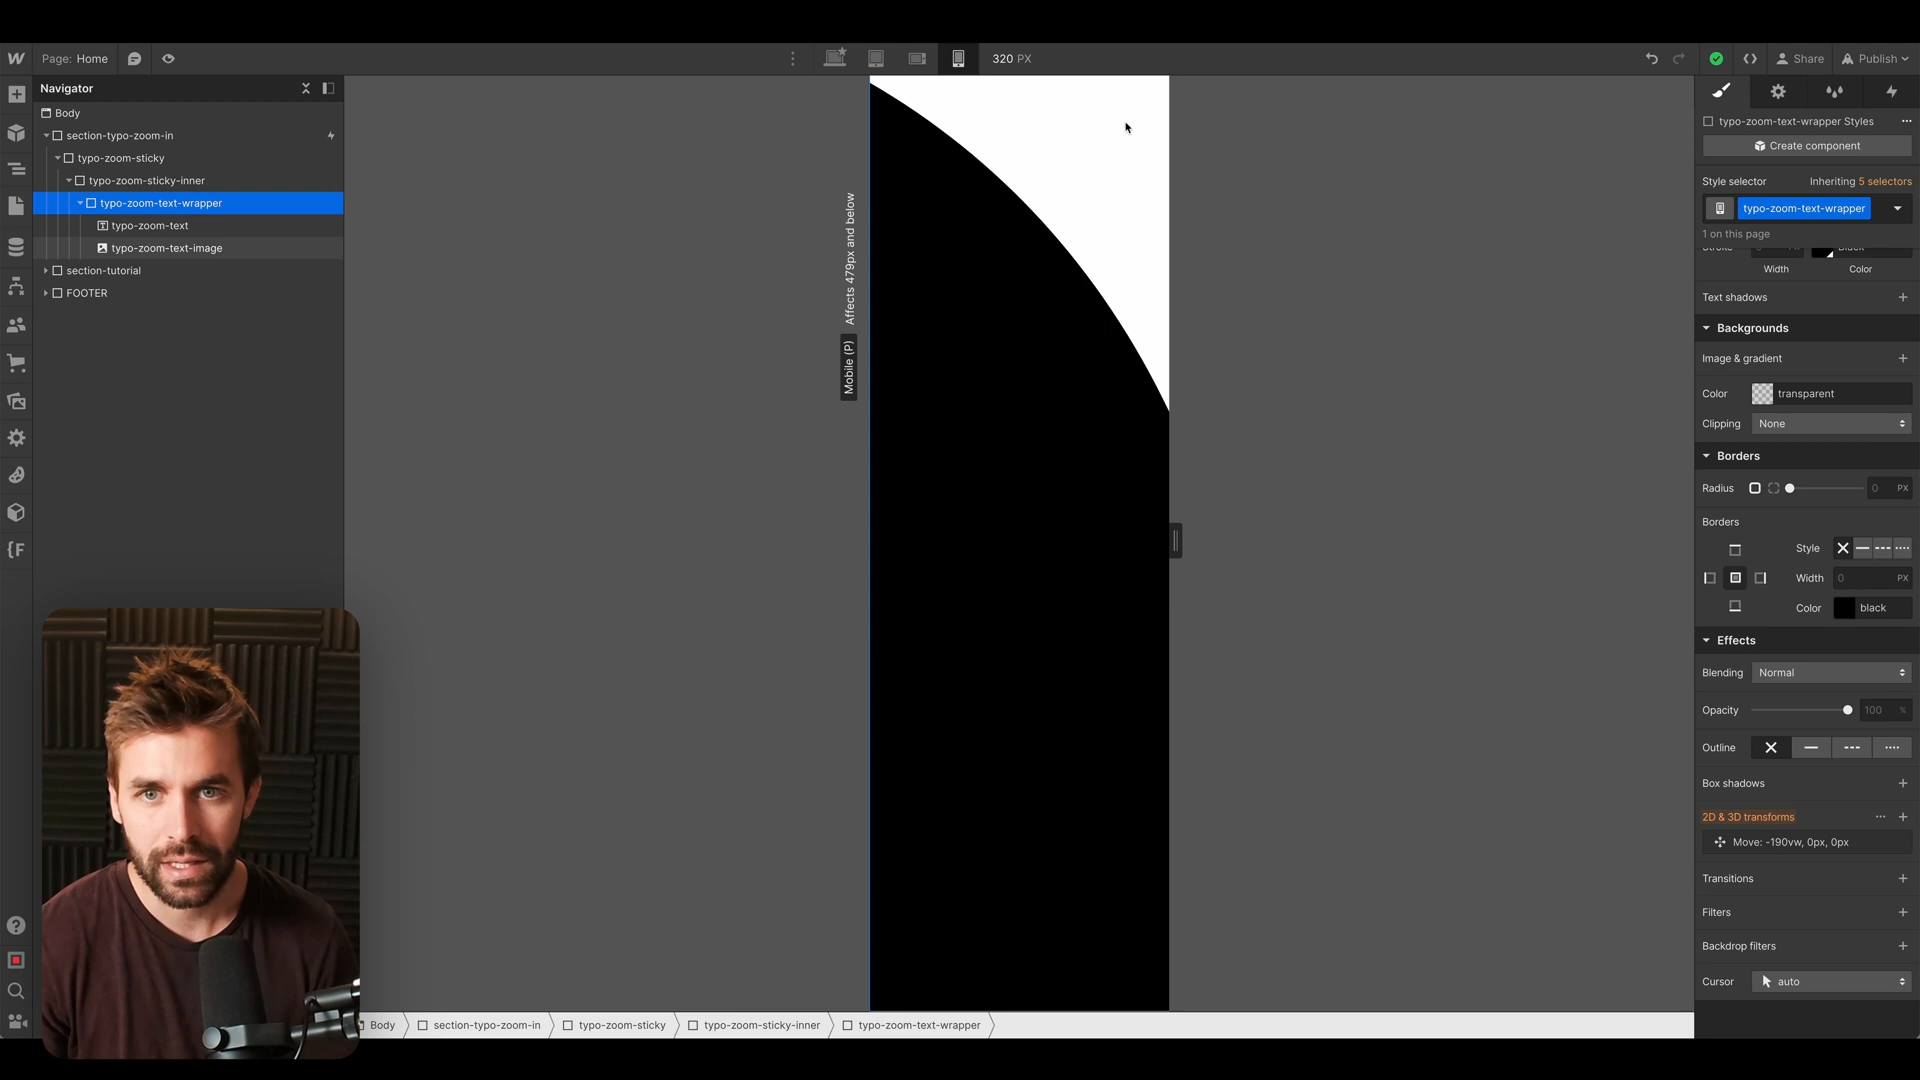 Page: Home
320 PX
Share
Publish
Navigator
Body
section-typo-zoom-in
typo-zoom-sticky
typo-zoom-sticky-inner
typo-zoom-text-wrapper
typo-zoom-text
typo-zoom-text-image
section-tutorial
FOOTER
Affects 479px and below
Mobile (P)
typo-zoom-text-wrapper Styles
Create component
Style selector
Inheriting 5 selectors
typo-zoom-text-wrapper
1 on this page
Width
Color
Text shadows
Backgrounds
Image & gradient
Color
transparent
Clipping
None
Borders
Radius
0 PX
Borders
Style
Width
0 PX
Color
black
Effects
Blending
Normal
Opacity
100 %
Outline
Box shadows
2D & 3D transforms
Move: -190vw, 0px, 0px
Transitions
Filters
Backdrop filters
Cursor
auto
Body
section-typo-zoom-in
typo-zoom-sticky
typo-zoom-sticky-inner
typo-zoom-text-wrapper